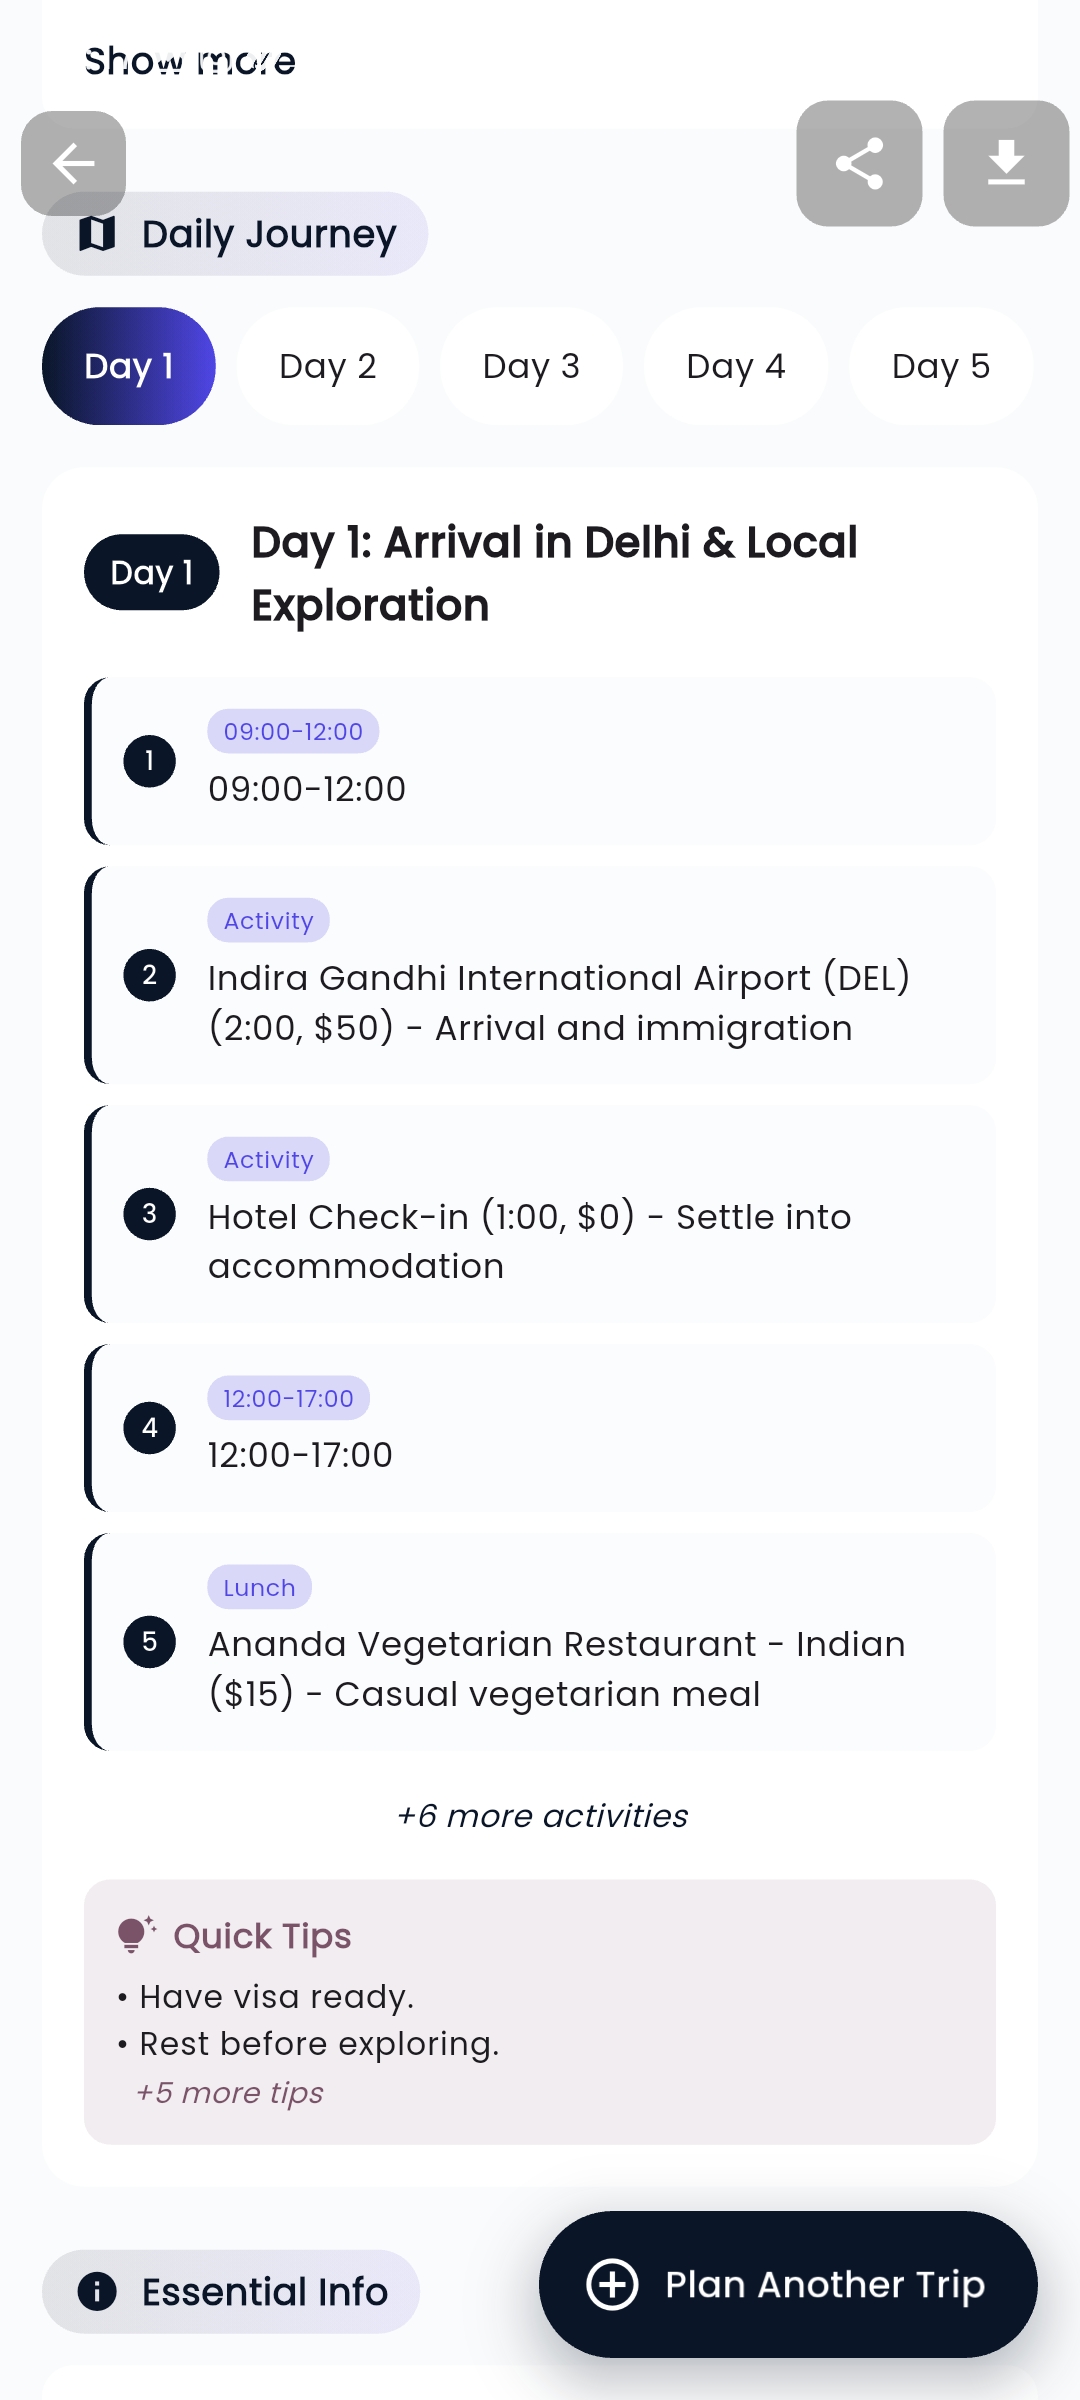 Show more
Daily Journey
Day 1
Day 2
Day 3
Day 4
Day 5
Day 1
Day 1: Arrival in Delhi & Local
Exploration
1
09:00-12:00
09:00-12:00
2
Activity
Indira Gandhi International Airport (DEL)
(2:00, $50) - Arrival and immigration
3
Activity
Hotel Check-in (1:00, $0) - Settle into
accommodation
4
12:00-17:00
12:00-17:00
5
Lunch
Ananda Vegetarian Restaurant - Indian
($15) - Casual vegetarian meal
+6 more activities
Quick Tips
• Have visa ready.
• Rest before exploring.
+5 more tips
Essential Info
Plan Another Trip